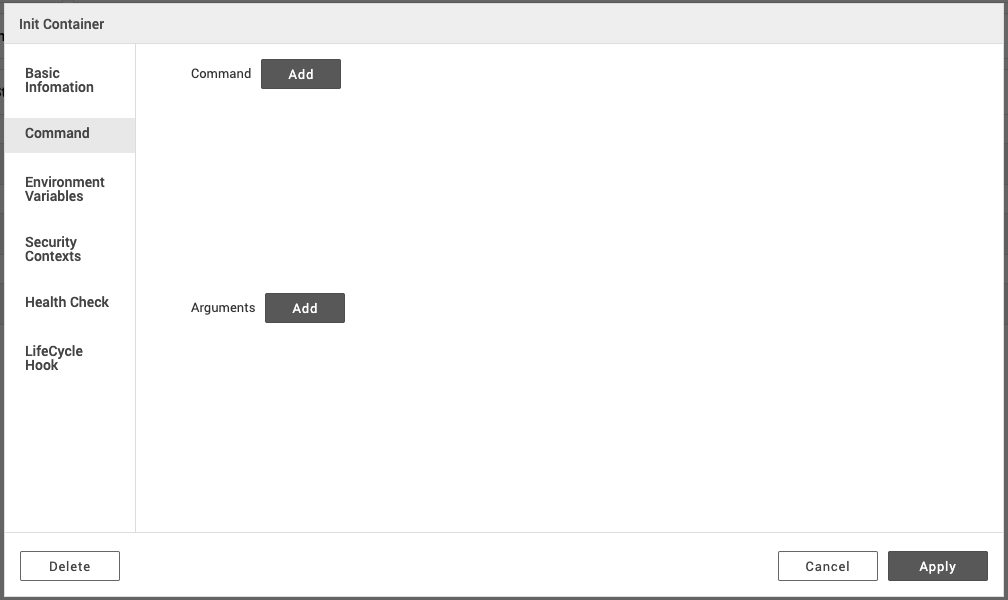 Init Container
Basic
Infomation
Command
Environment
Variables
Security
Contexts
Health Check
LifeCycle
Hook
Command Add
Arguments Add
Delete Cancel Apply